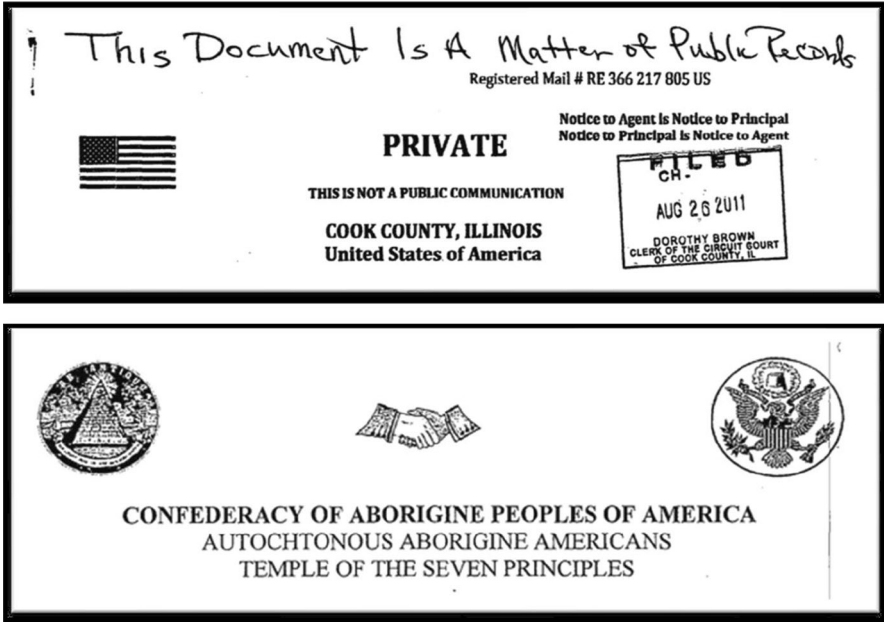 This Document Is A Matter of Public Records
Registered Mail # RE 366 217 805 US
Notice to Agent is Notice to Principal
Notice to Principal is Notice to Agent
PRIVATE
THIS IS NOT A PUBLIC COMMUNICATION
COOK COUNTY, ILLINOIS
United States of America
FILED
CH-
AUG 26 2011
DOROTHY BROWN
CLERK OF THE CIRCUIT COURT
OF COOK COUNTY, IL
CONFEDERACY OF ABORIGINE PEOPLES OF AMERICA
AUTOCHTONOUS ABORIGINE AMERICANS
TEMPLE OF THE SEVEN PRINCIPLES